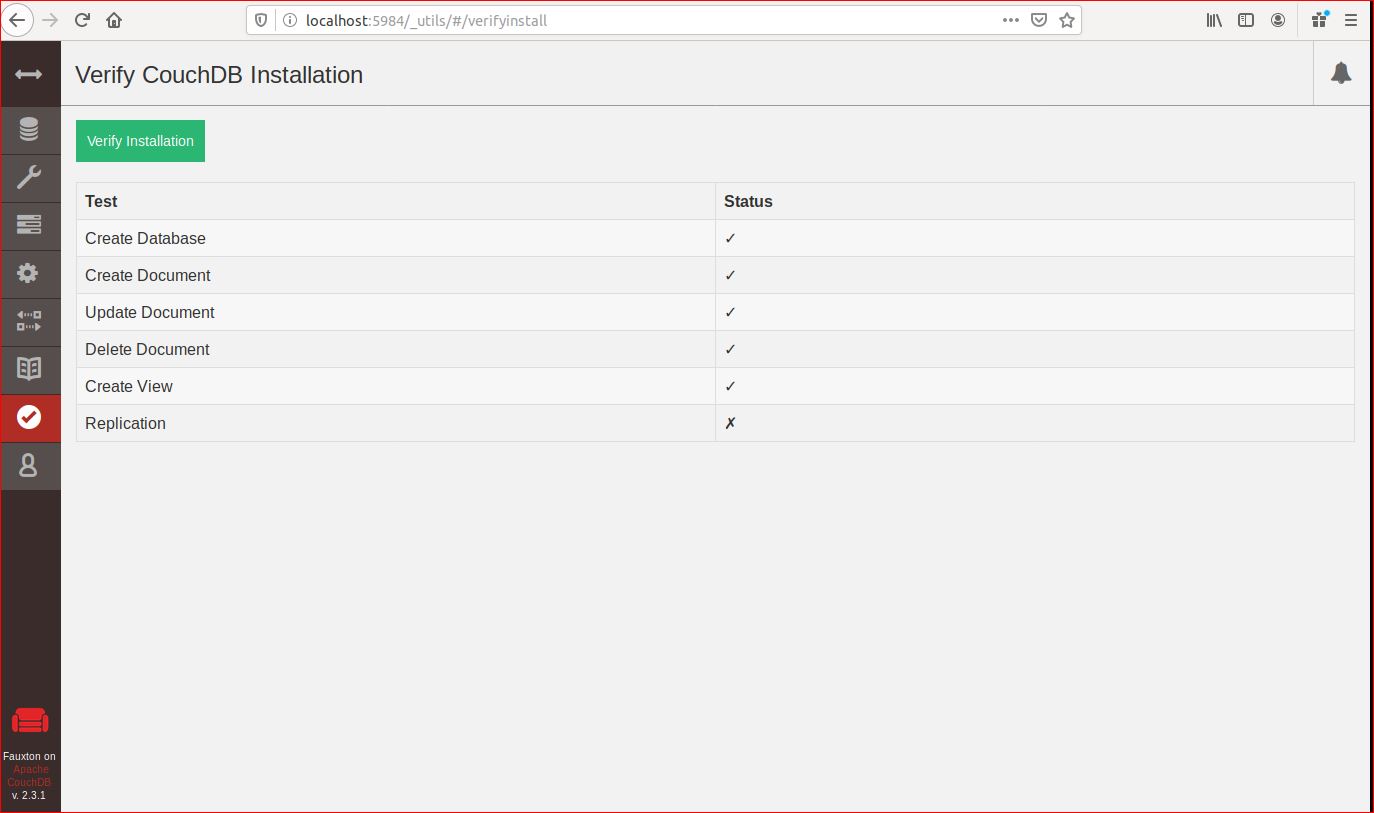 localhost:5984/_utils/#/verifyinstall
Verify CouchDB Installation
Verify Installation
Test Status
Create Database ✓
Create Document ✓
Update Document ✓
Delete Document ✓
Create View ✓
Replication ✗
Fauxton on
Apache
CouchDB
v. 2.3.1